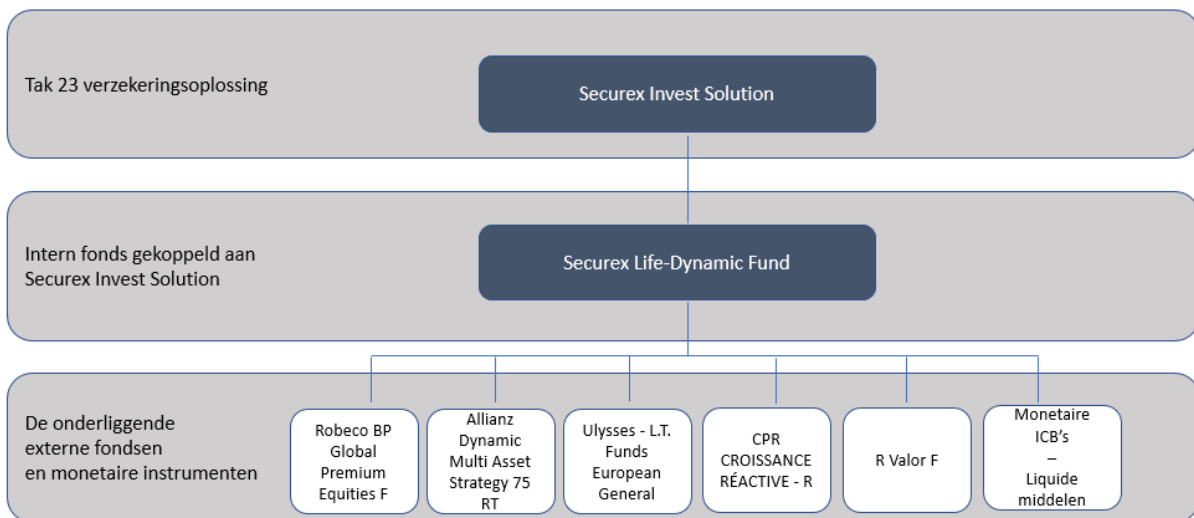 Tak 23 verzekeringsoplossing
Securex Invest Solution
Intern fonds gekoppeld aan
Securex Invest Solution
Securex Life-Dynamic Fund
De onderliggende
externe fondsen
en monetaire instrumenten
Robeco BP
Global
Premium
Equities F
Allianz
Dynamic
Multi Asset
Strategy 75
RT
Ulysses - L.T.
Funds
European
General
CPR
CROISSANCE
RÉACTIVE - R
R Valor F
Monetaire
ICB’s
–
Liquide
middelen